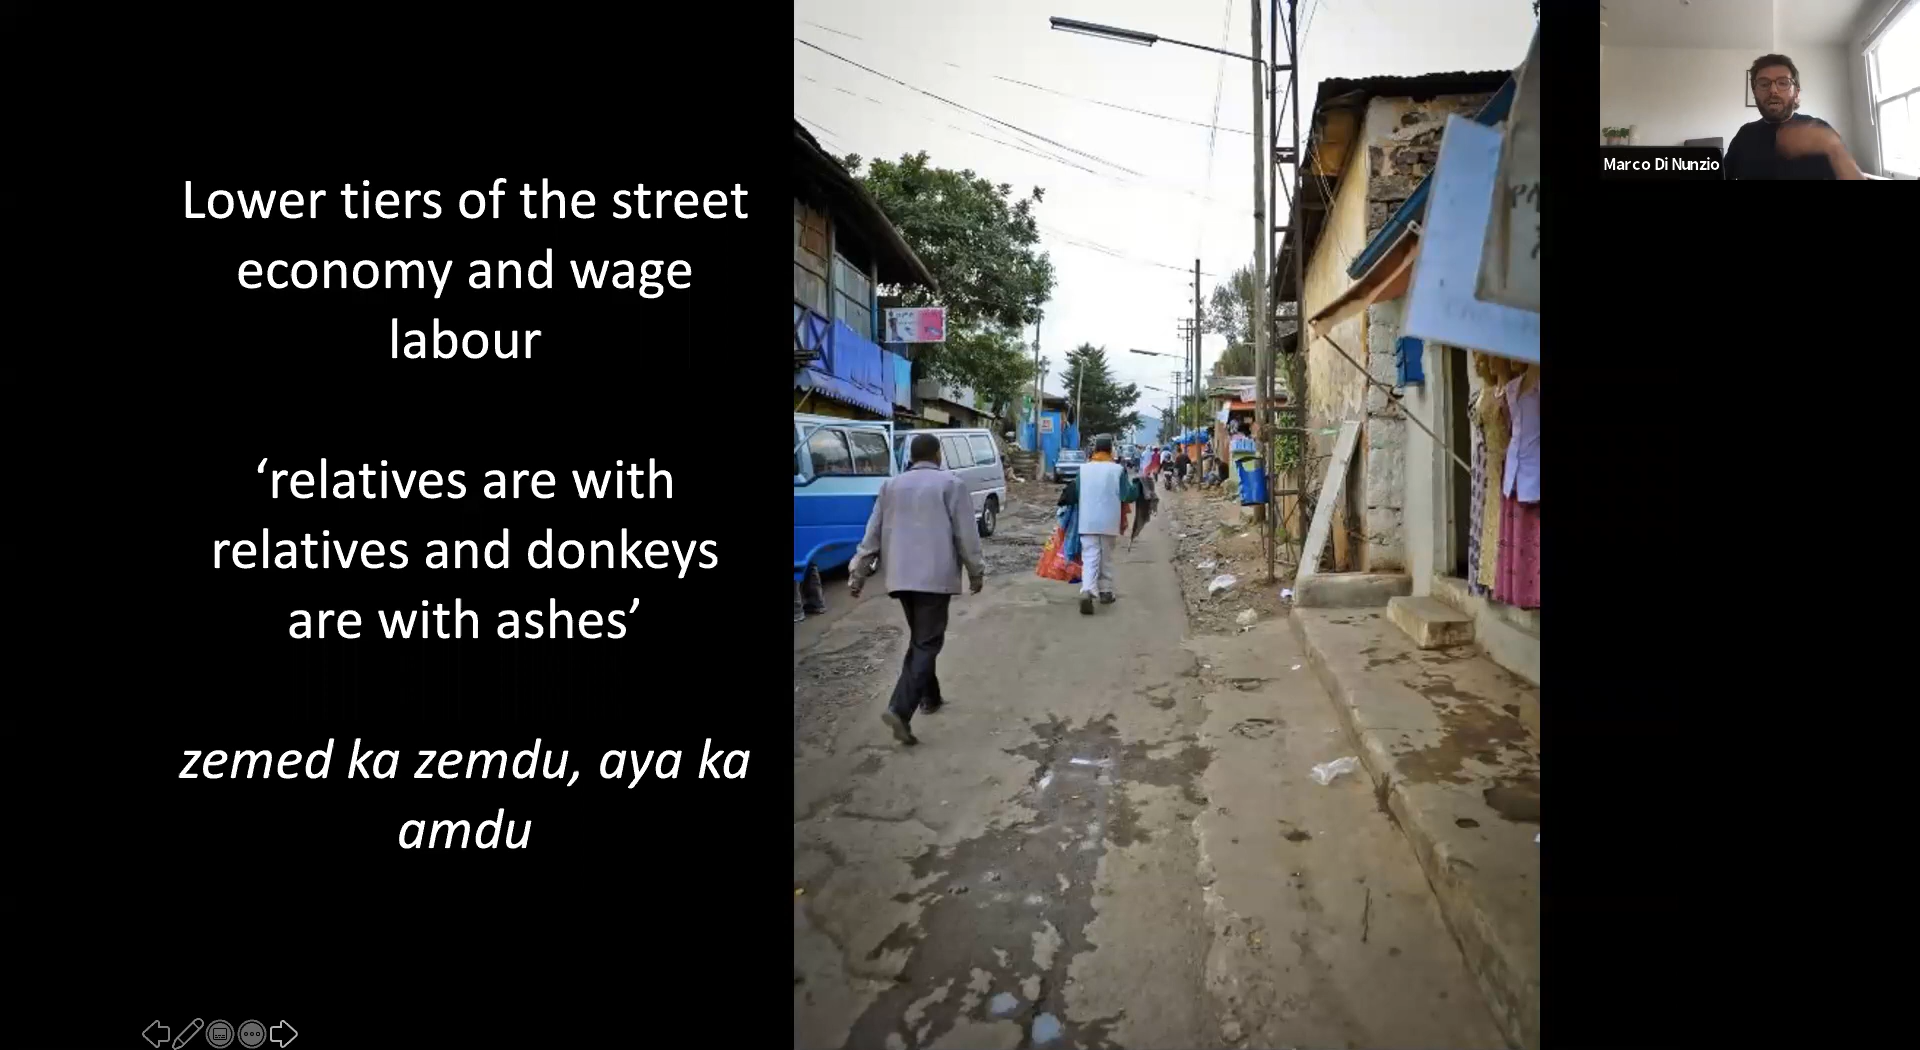 Lower tiers of the street
economy and wage
labour
‘relatives are with
relatives and donkeys
are with ashes’
zemed ka zemdu, aya ka
amdu
Marco Di Nunzio